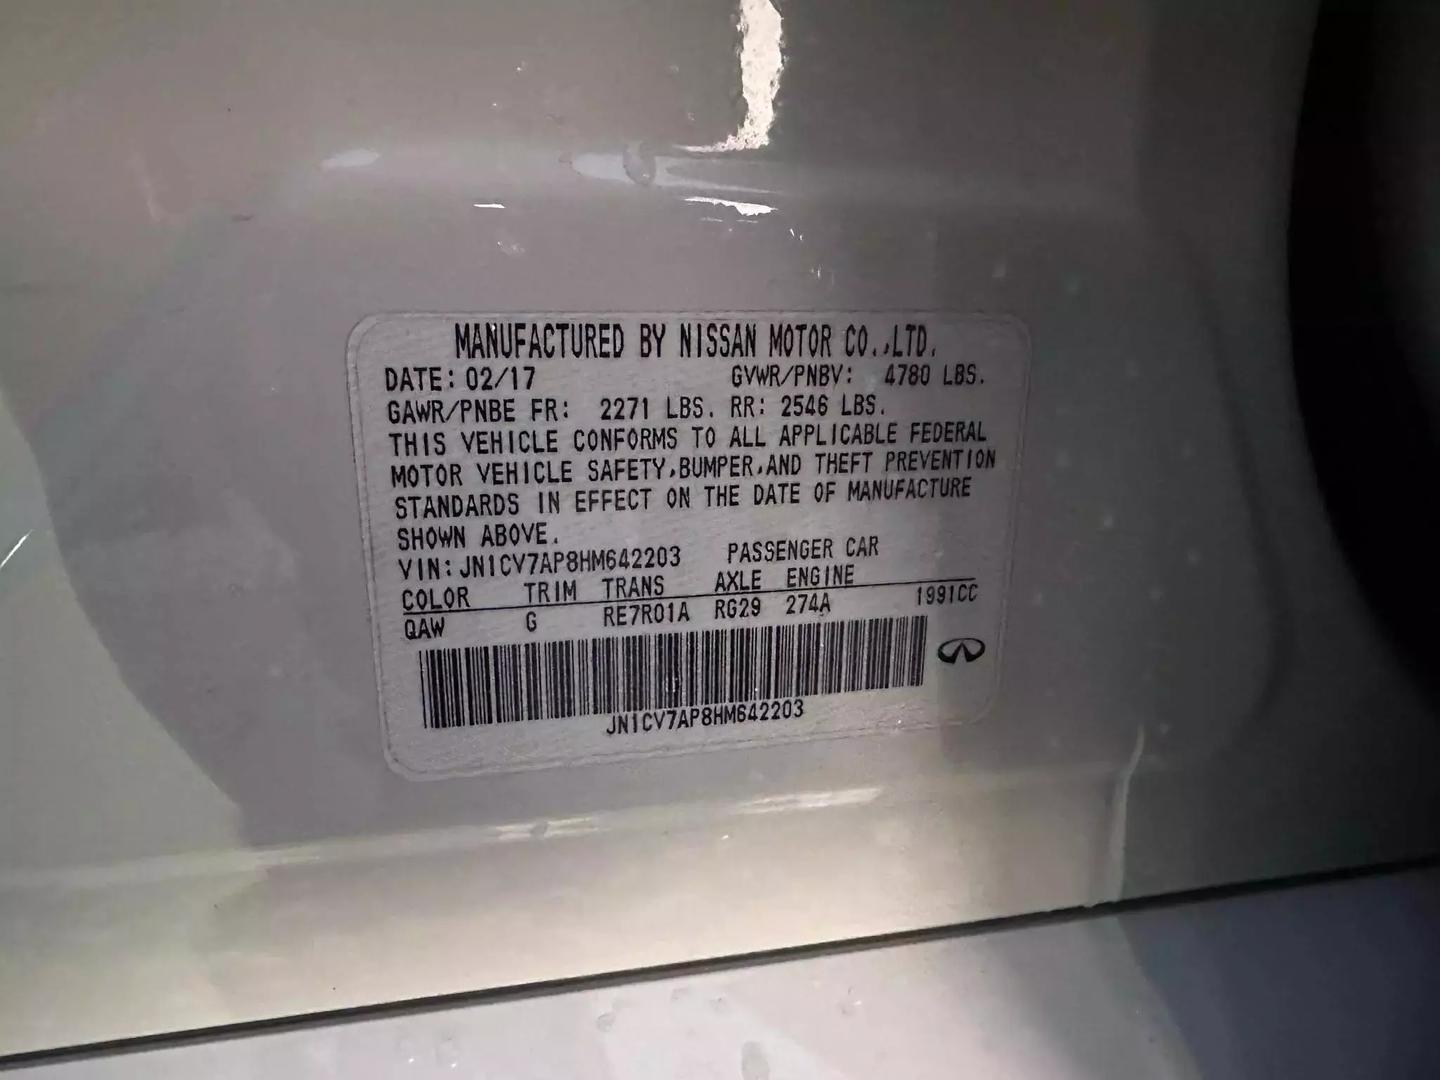 MANUFACTURED BY NISSAN MOTOR CO.,LTD.
DATE: 02/17 GVWR/PNBV: 4780 LBS.
GAWR/PNBE FR: 2271 LBS. RR: 2546 LBS.
THIS VEHICLE CONFORMS TO ALL APPLICABLE FEDERAL
MOTOR VEHICLE SAFETY,BUMPER,AND THEFT PREVENTION
STANDARDS IN EFFECT ON THE DATE OF MANUFACTURE
SHOWN ABOVE.
VIN: JN1CV7AP8HM642203 PASSENGER CAR
COLOR TRIM TRANS AXLE ENGINE
QAW G RE7R01A RG29 274A 1991CC
JN1CV7AP8HM642203